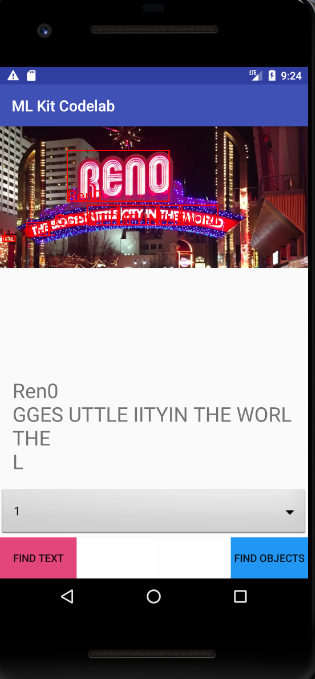 LTE 9:24
ML Kit Codelab
RENO
THE BIGGEST LITTLE CITY IN THE WORLD
Ren0
GGES UTTLE IITYIN THE WORL
THE
L
1
FIND TEXT FIND OBJECTS